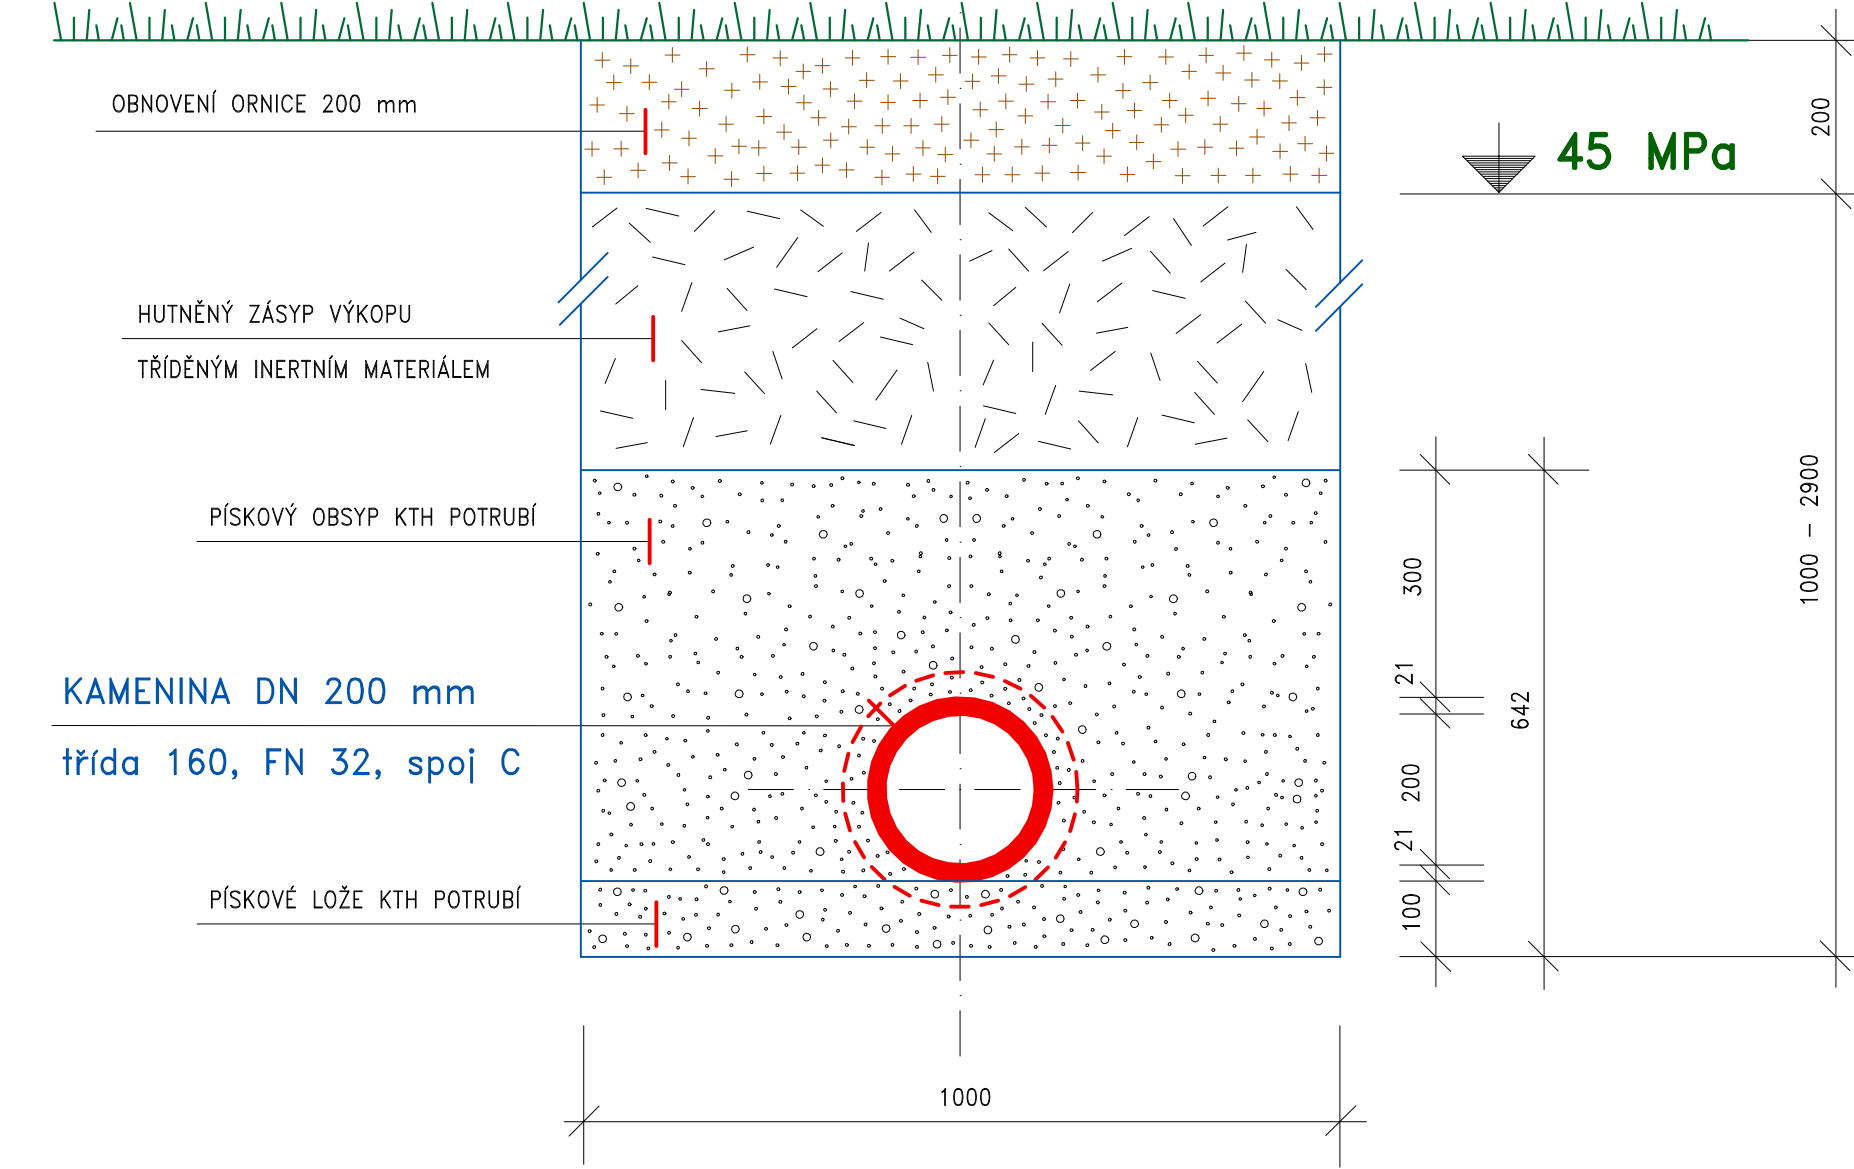 OBNOVENÍ ORNICE 200 mm
200
45 MPa
HUTNĚNÝ ZÁSYP VÝKOPU
TŘÍDĚNÝM INERTNÍM MATERIÁLEM
PÍSKOVÝ OBSYP KTH POTRUBÍ
1000 - 2900
300
21
642
KAMENINA DN 200 mm
třída 160, FN 32, spoj C
200
21
PÍSKOVÉ LOŽE KTH POTRUBÍ
100
1000